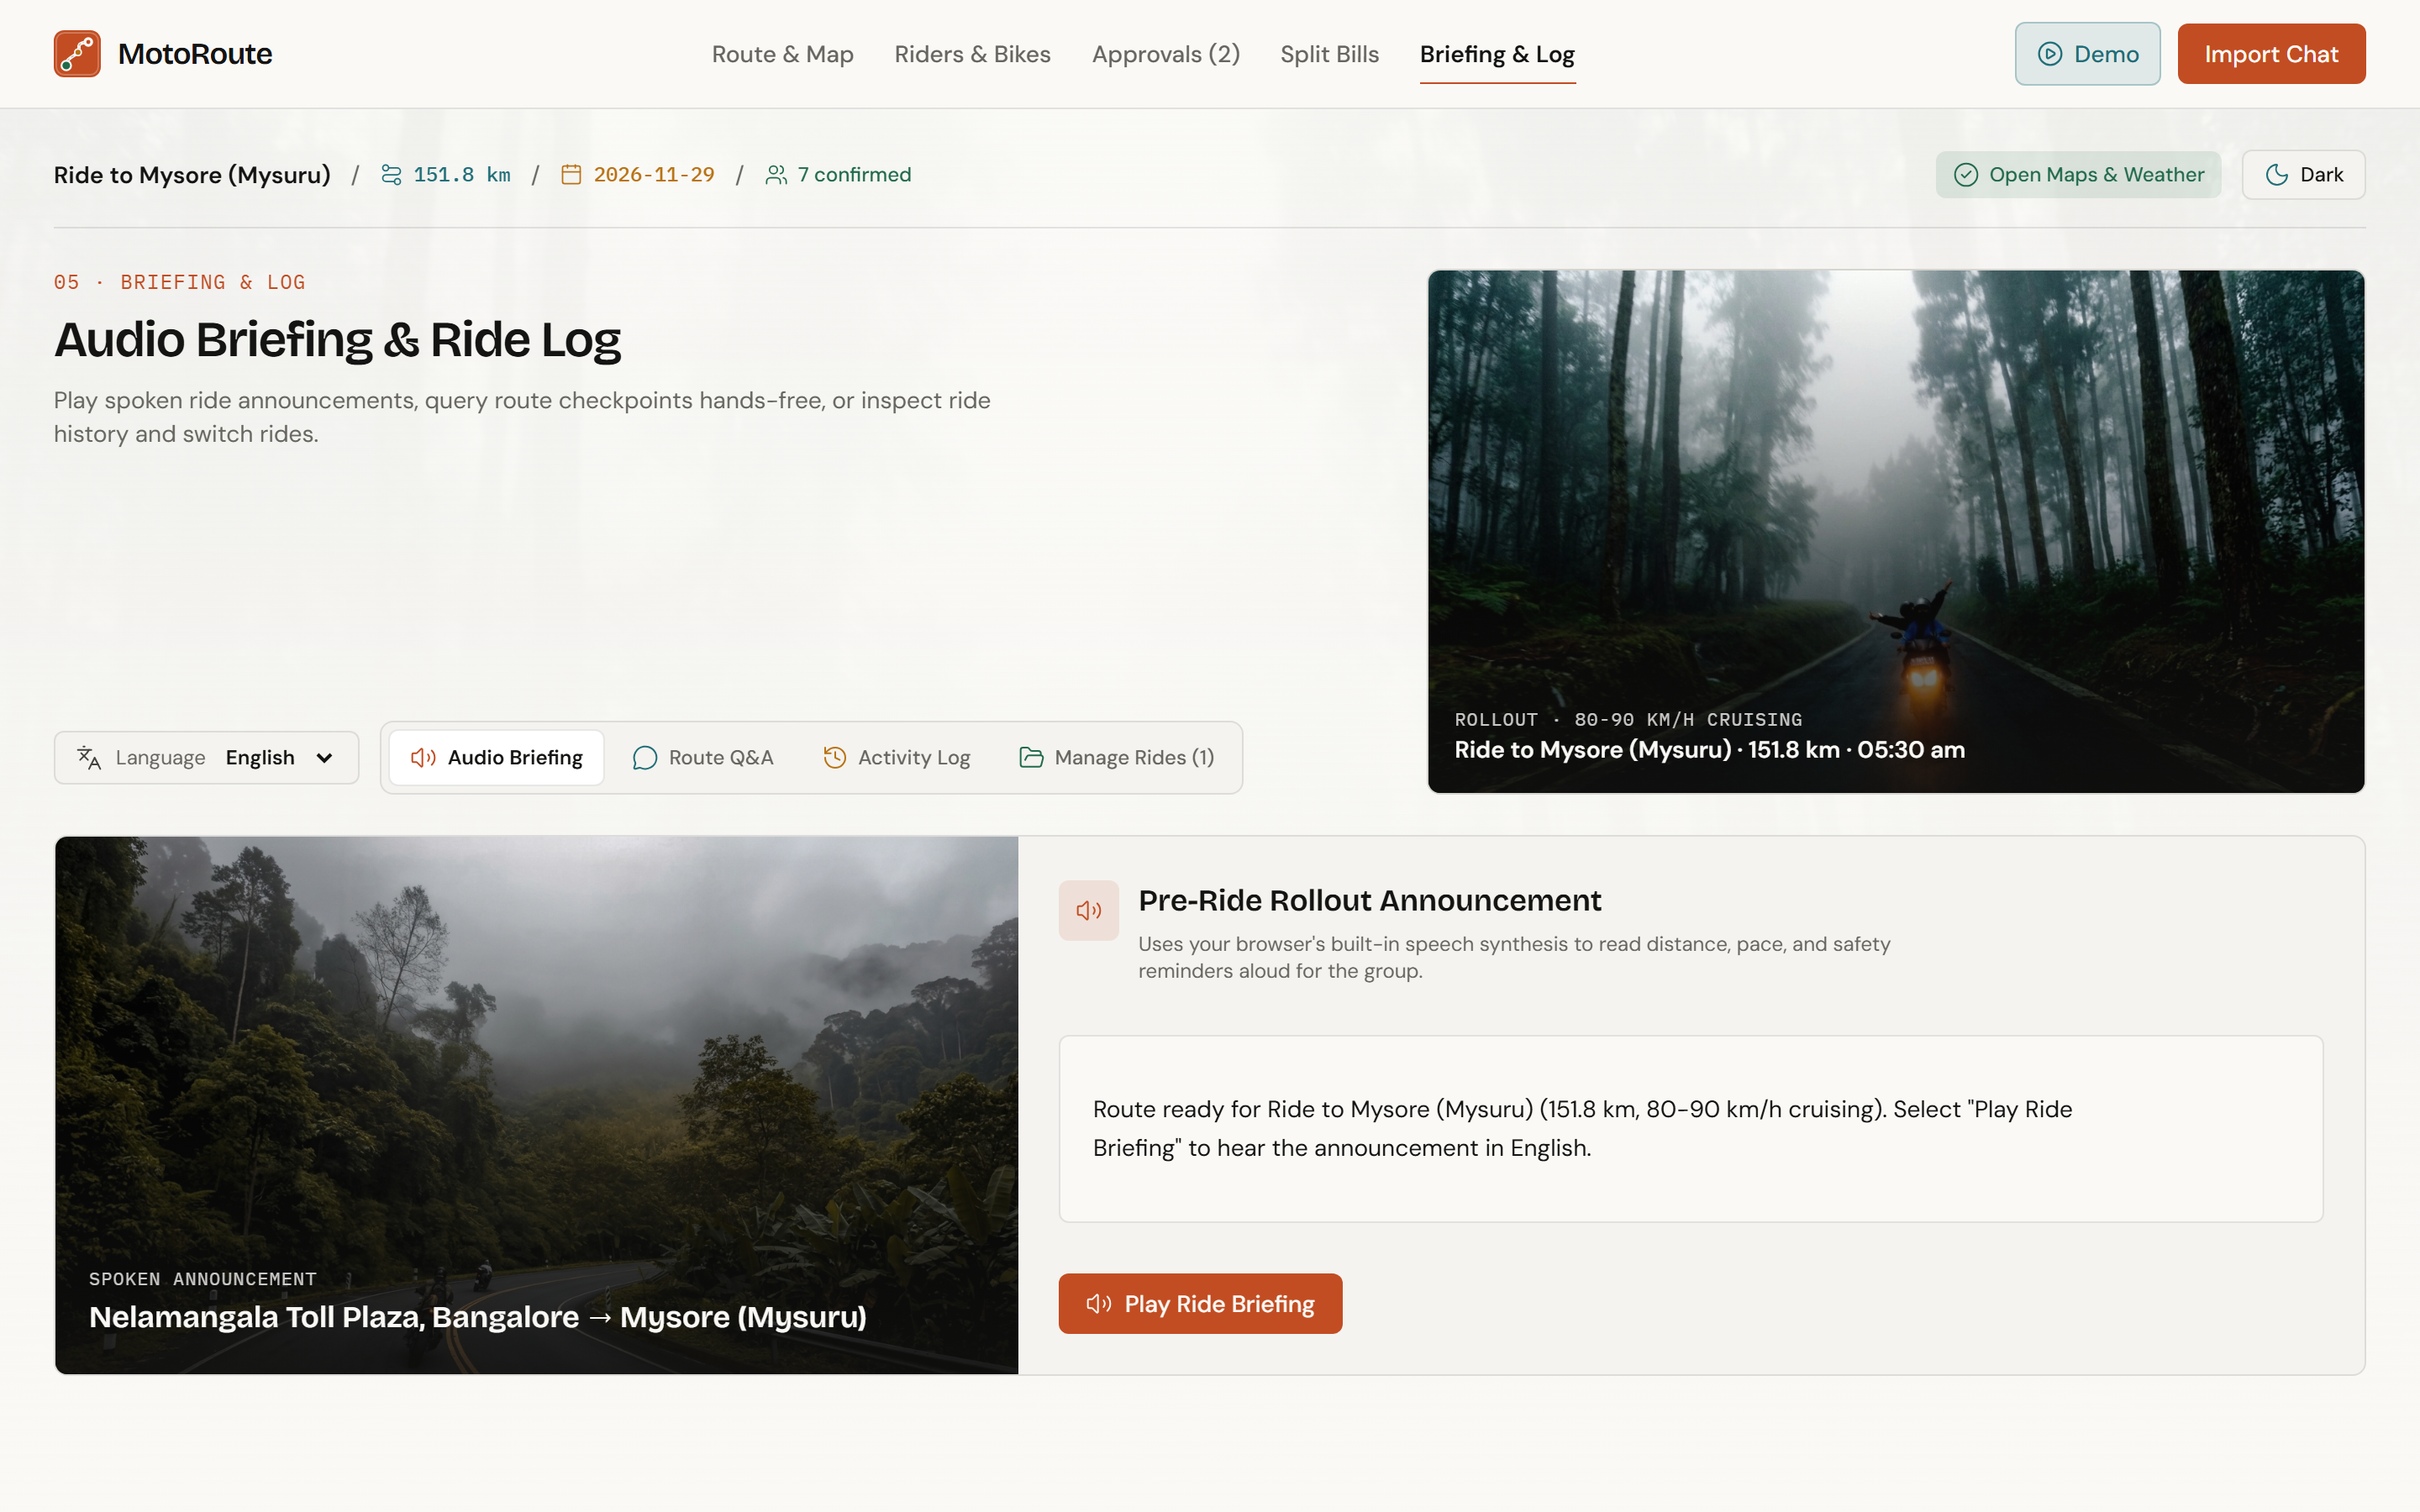 MotoRoute
Route & Map
Riders & Bikes
Approvals (2)
Split Bills
Briefing & Log
Demo
Import Chat
Ride to Mysore (Mysuru) / 151.8 km / 2026-11-29 / 7 confirmed
Open Maps & Weather
Dark
05 · BRIEFING & LOG
Audio Briefing & Ride Log
Play spoken ride announcements, query route checkpoints hands-free, or inspect ride
history and switch rides.
Language English
Audio Briefing
Route Q&A
Activity Log
Manage Rides (1)
ROLLOUT · 80-90 KM/H CRUISING
Ride to Mysore (Mysuru) · 151.8 km · 05:30 am
SPOKEN ANNOUNCEMENT
Nelamangala Toll Plaza, Bangalore → Mysore (Mysuru)
Pre-Ride Rollout Announcement
Uses your browser's built-in speech synthesis to read distance, pace, and safety
reminders aloud for the group.
Route ready for Ride to Mysore (Mysuru) (151.8 km, 80-90 km/h cruising). Select "Play Ride
Briefing" to hear the announcement in English.
Play Ride Briefing